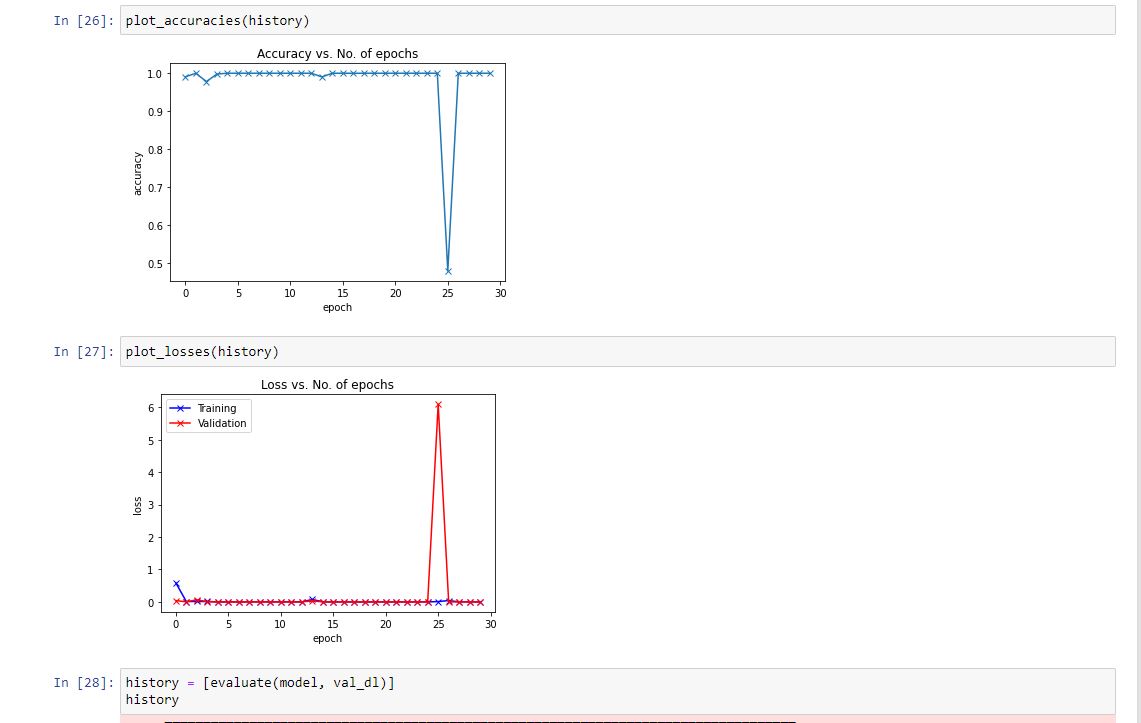 In [26]: plot_accuracies(history)
Accuracy vs. No. of epochs
1.0
0.9
0.8
0.7
0.6
0.5
accuracy
0 5 10 15 20 25 30
epoch
In [27]: plot_losses(history)
Loss vs. No. of epochs
Training
Validation
6
5
4
3
2
1
0
loss
0 5 10 15 20 25 30
epoch
In [28]: history = [evaluate(model, val_dl)]
history